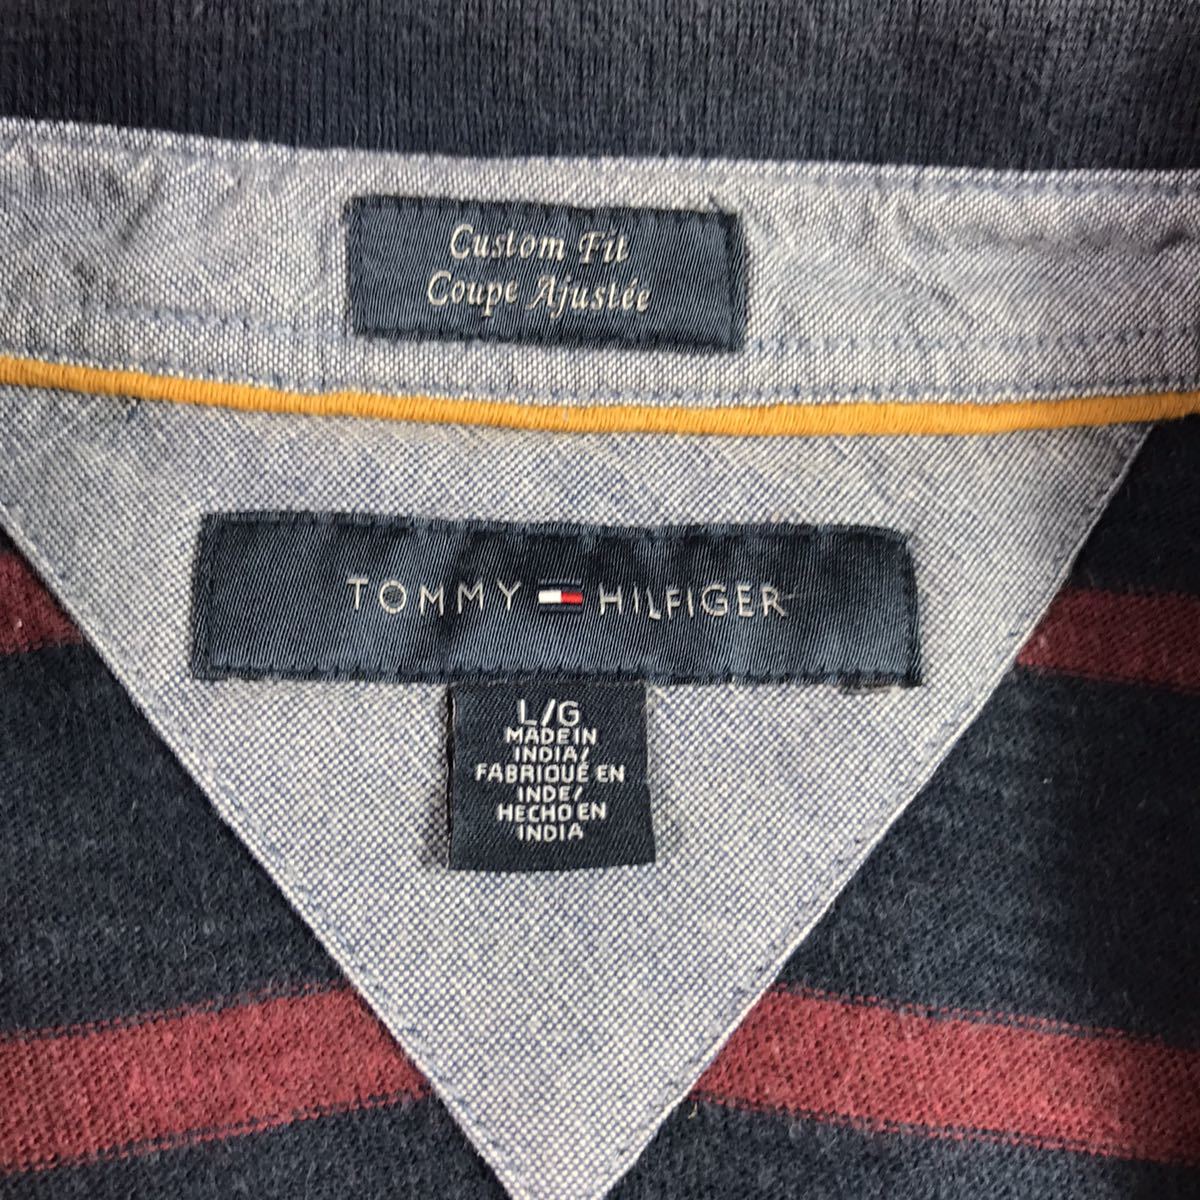 Custom Fit
Coupe Ajustée
TOMMY HILFIGER
L/G
MADE IN
INDIA/
FABRIQUÉ EN
INDE/
HECHO EN
INDIA